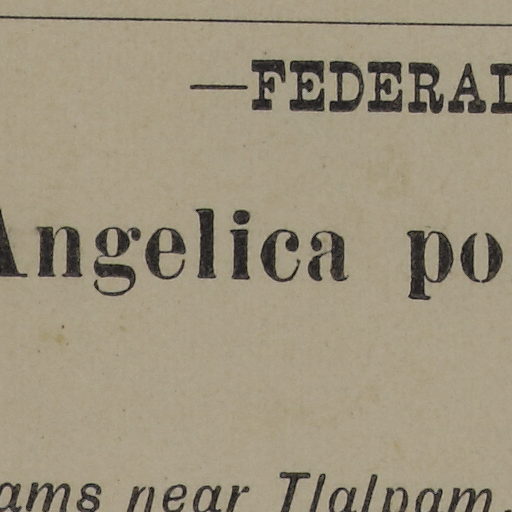 —FEDERAL
Angelica po
ams near Tlalpam.